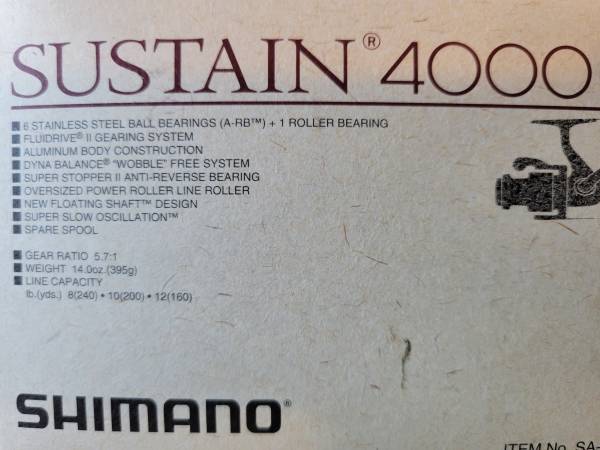 SUSTAIN® 4000
■ 6 STAINLESS STEEL BALL BEARINGS (A-RB™) + 1 ROLLER BEARING
■ FLUIDRIVE® II GEARING SYSTEM
■ ALUMINUM BODY CONSTRUCTION
■ DYNA BALANCE® "WOBBLE" FREE SYSTEM
■ SUPER STOPPER II ANTI-REVERSE BEARING
■ OVERSIZED POWER ROLLER LINE ROLLER
■ NEW FLOATING SHAFT™ DESIGN
■ SUPER SLOW OSCILLATION™
■ SPARE SPOOL
■ GEAR RATIO 5.7:1
■ WEIGHT 14.0oz.(395g)
■ LINE CAPACITY
lb.(yds.) 8(240) • 10(200) • 12(160)
SHIMANO®
ITEM No. SA-